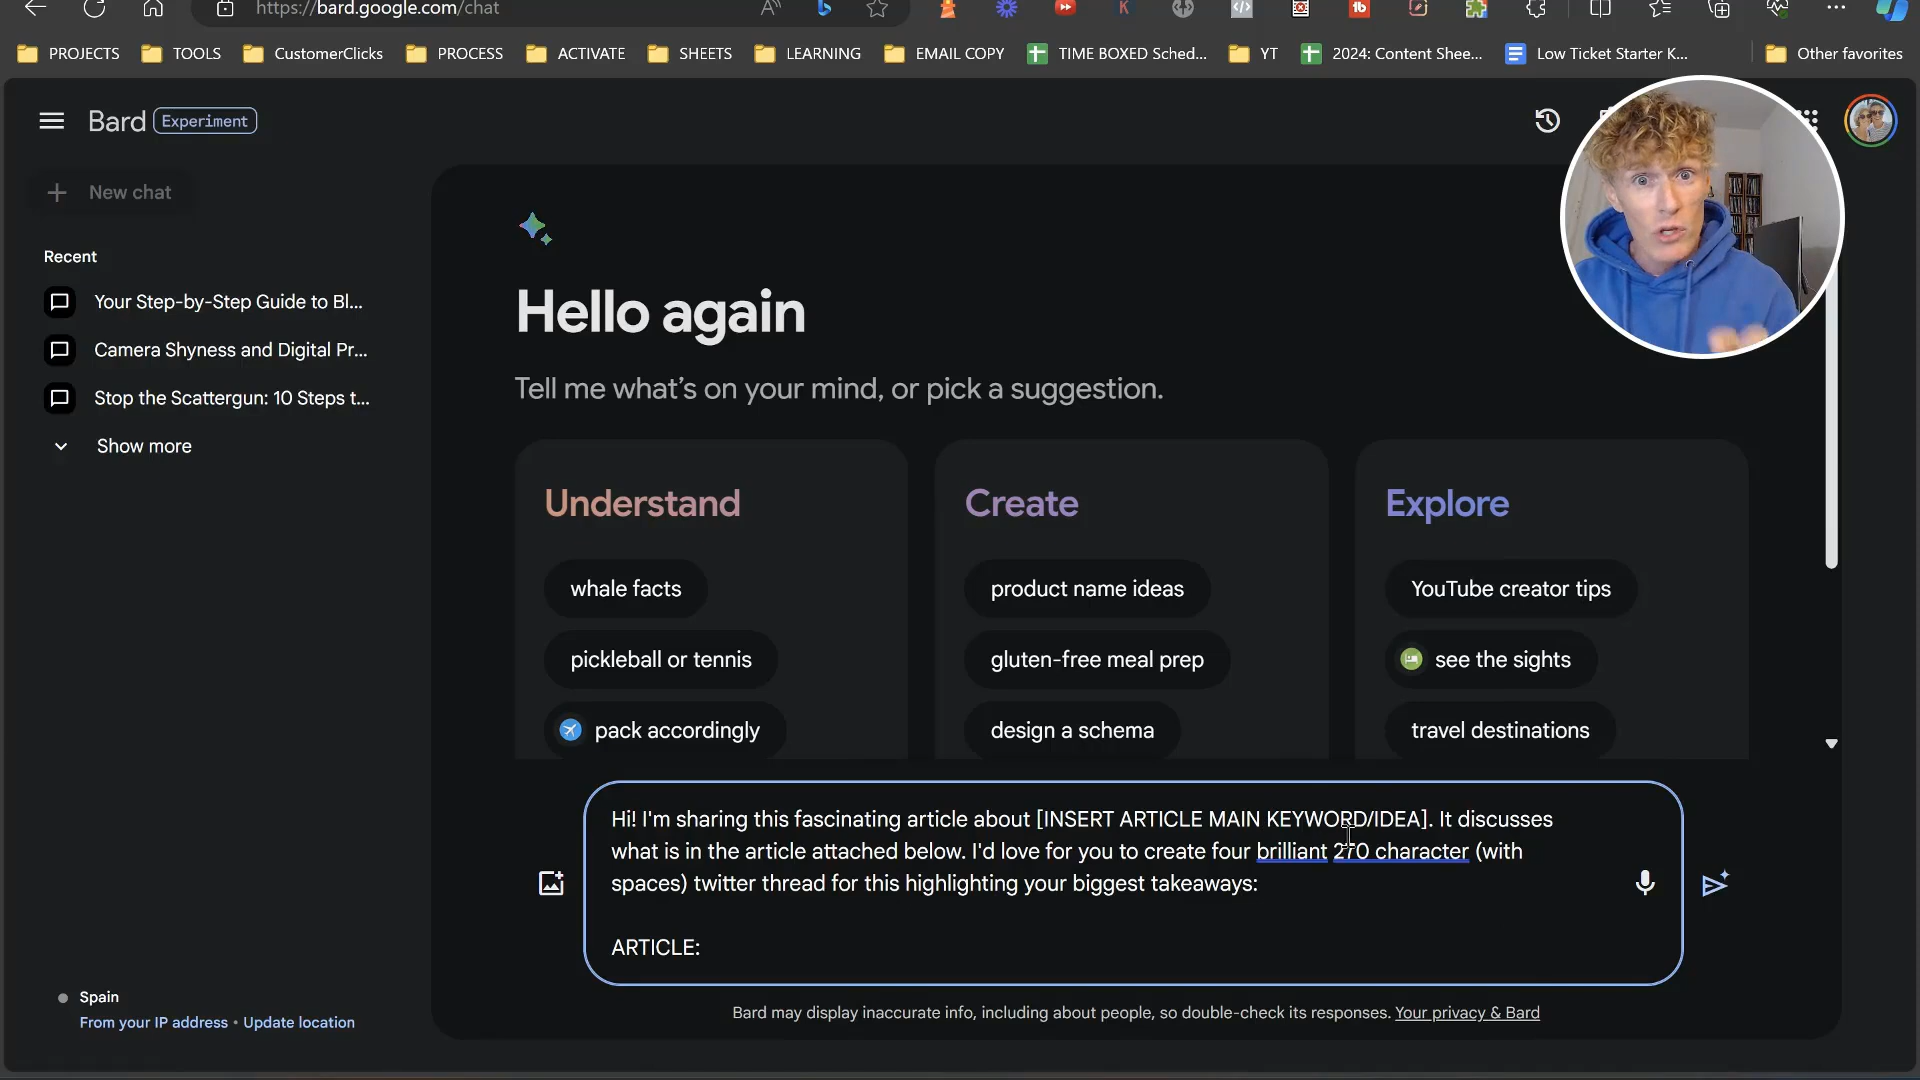 https://bard.google.com/chat
PROJECTS
TOOLS
CustomerClicks
PROCESS
ACTIVATE
SHEETS
LEARNING
EMAIL COPY
TIME BOXED Sched...
YT
2024: Content Shee...
Low Ticket Starter K...
Other favorites
Bard Experiment
New chat
Recent
Your Step-by-Step Guide to Bl...
Camera Shyness and Digital Pr...
Stop the Scattergun: 10 Steps t...
Show more
Hello again
Tell me what's on your mind, or pick a suggestion.
Understand
whale facts
pickleball or tennis
pack accordingly
Create
product name ideas
gluten-free meal prep
design a schema
Explore
YouTube creator tips
see the sights
travel destinations
Hi! I'm sharing this fascinating article about [INSERT ARTICLE MAIN KEYWORD/IDEA]. It discusses
what is in the article attached below. I'd love for you to create four brilliant 270 character (with
spaces) twitter thread for this highlighting your biggest takeaways:
ARTICLE:
Spain
From your IP address • Update location
Bard may display inaccurate info, including about people, so double-check its responses. Your privacy & Bard